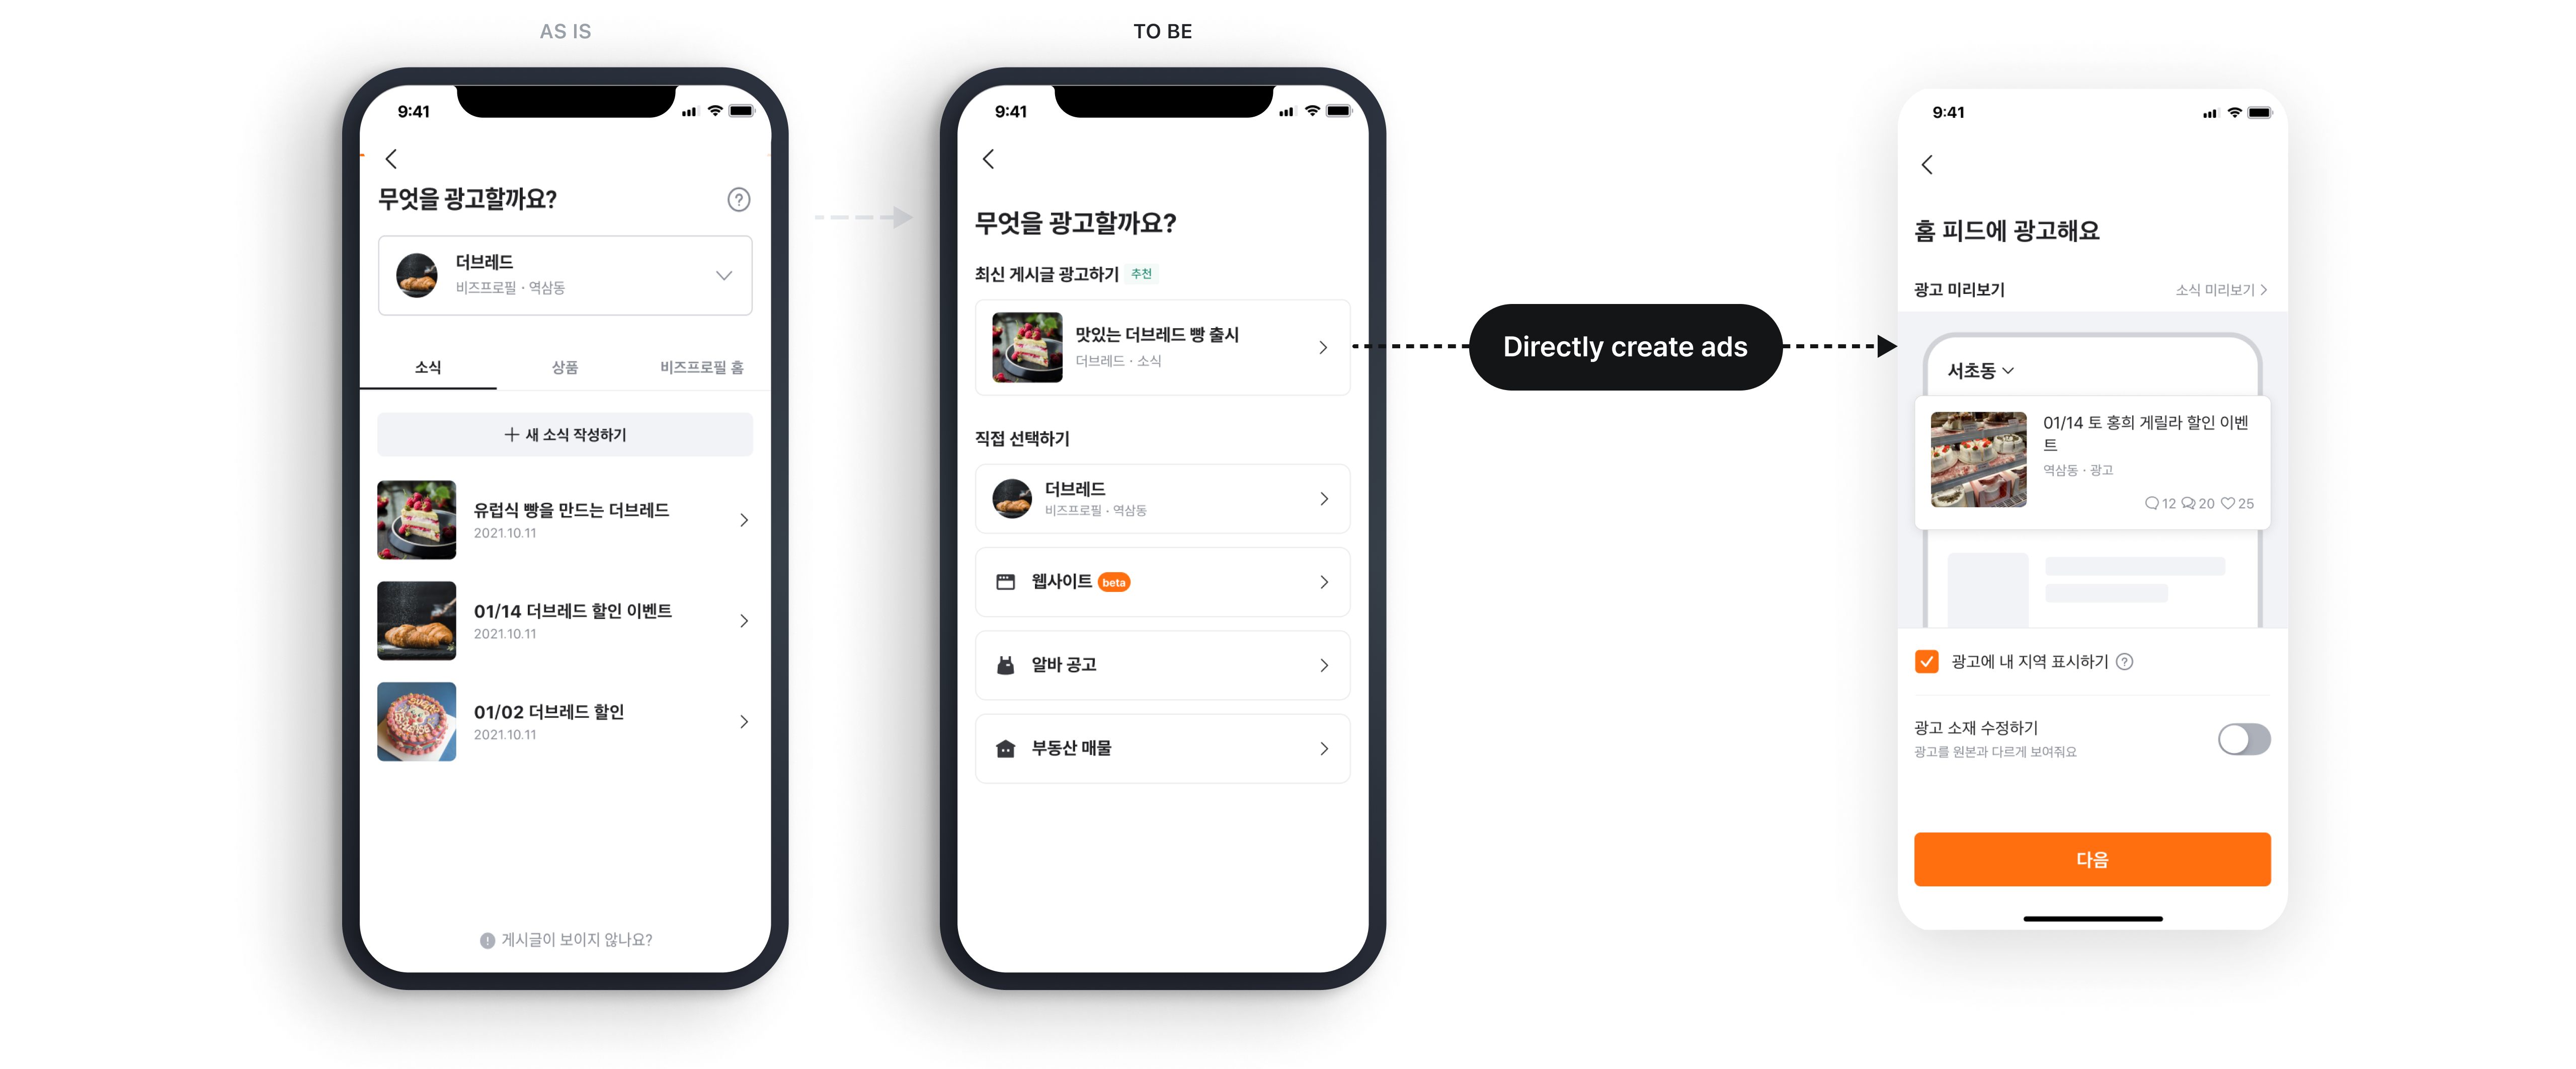 AS IS
9:41
무엇을 광고할까요?
더브레드
비즈프로필 · 역삼동
소식
상품
비즈프로필 홈
+ 새 소식 작성하기
유럽식 빵을 만드는 더브레드
2021.10.11
01/14 더브레드 할인 이벤트
2021.10.11
01/02 더브레드 할인
2021.10.11
게시글이 보이지 않나요?
TO BE
9:41
무엇을 광고할까요?
최신 게시글 광고하기 추천
맛있는 더브레드 빵 출시
더브레드 · 소식
직접 선택하기
더브레드
비즈프로필 · 역삼동
웹사이트 beta
알바 공고
부동산 매물
Directly create ads
9:41
홈 피드에 광고해요
광고 미리보기
소식 미리보기
서초동
01/14 토 홍희 게릴라 할인 이벤
트
역삼동 · 광고
12 20 25
광고에 내 지역 표시하기
광고 소재 수정하기
광고를 원본과 다르게 보여줘요
다음